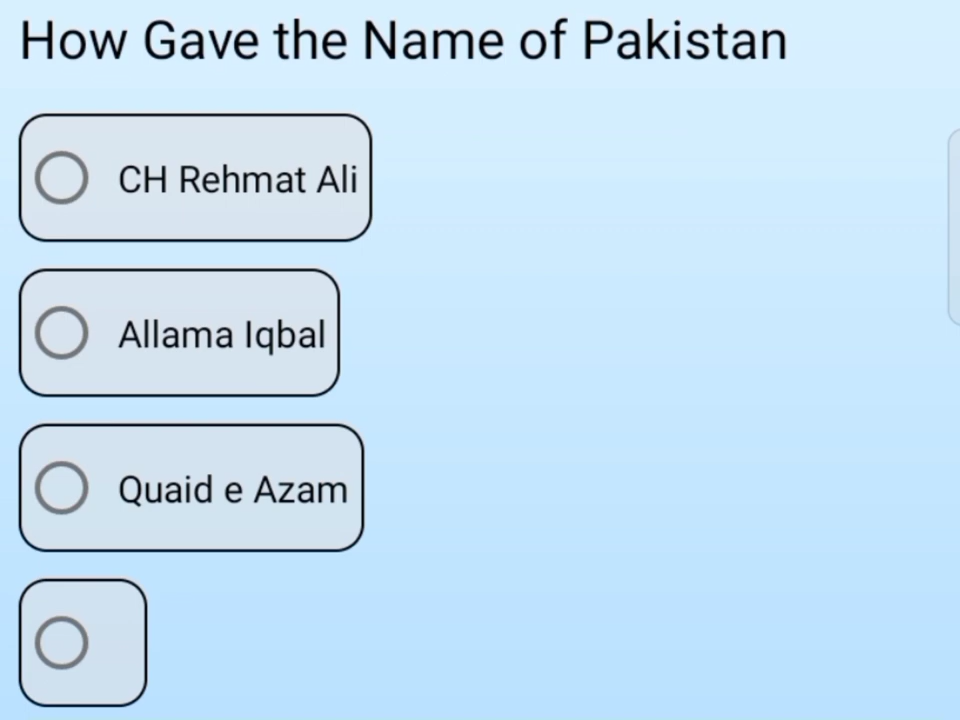 How Gave the Name of Pakistan
CH Rehmat Ali
Allama Iqbal
Quaid e Azam